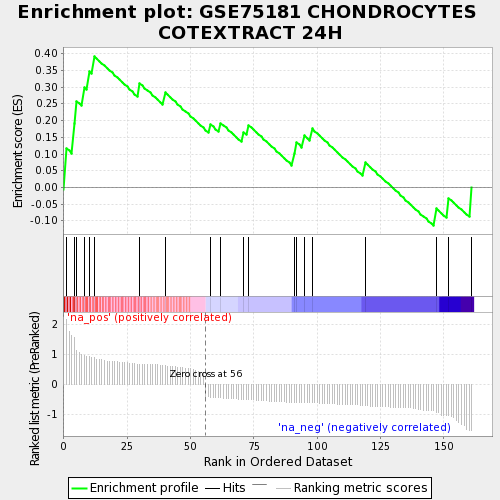 Enrichment plot: GSE75181 CHONDROCYTES
COTEXTRACT 24H
Enrichment score (ES)
0.40
0.35
0.30
0.25
0.20
0.15
0.10
0.05
0.00
-0.05
-0.10
'na_pos' (positively correlated)
Ranked list metric (PreRanked)
2
1
0
-1
Zero cross at 56
'na_neg' (negatively correlated)
0
25
50
75
100
125
150
Rank in Ordered Dataset
Enrichment profile
Hits
Ranking metric scores